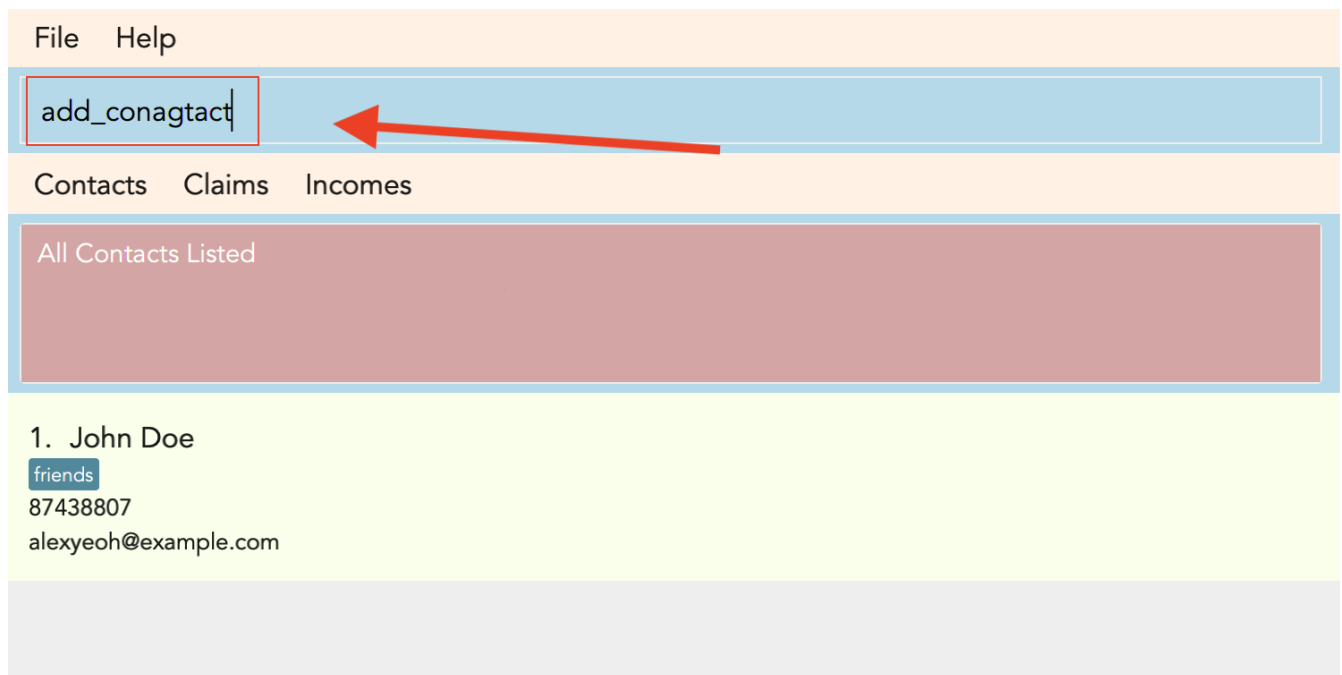 File Help
add_conagtact
Contacts Claims Incomes
All Contacts Listed
1. John Doe
friends
87438807
alexyeoh@example.com